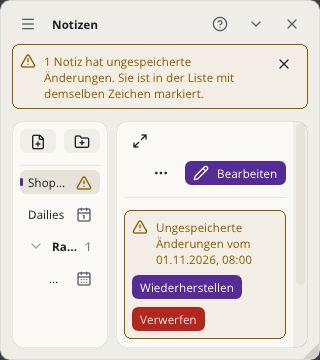 Notizen
1 Notiz hat ungespeicherte
Änderungen. Sie ist in der Liste mit
demselben Zeichen markiert.
Bearbeiten
Shop...
Dailies
Ra... 1
...
Ungespeicherte
Änderungen vom
01.11.2026, 08:00
Wiederherstellen
Verwerfen